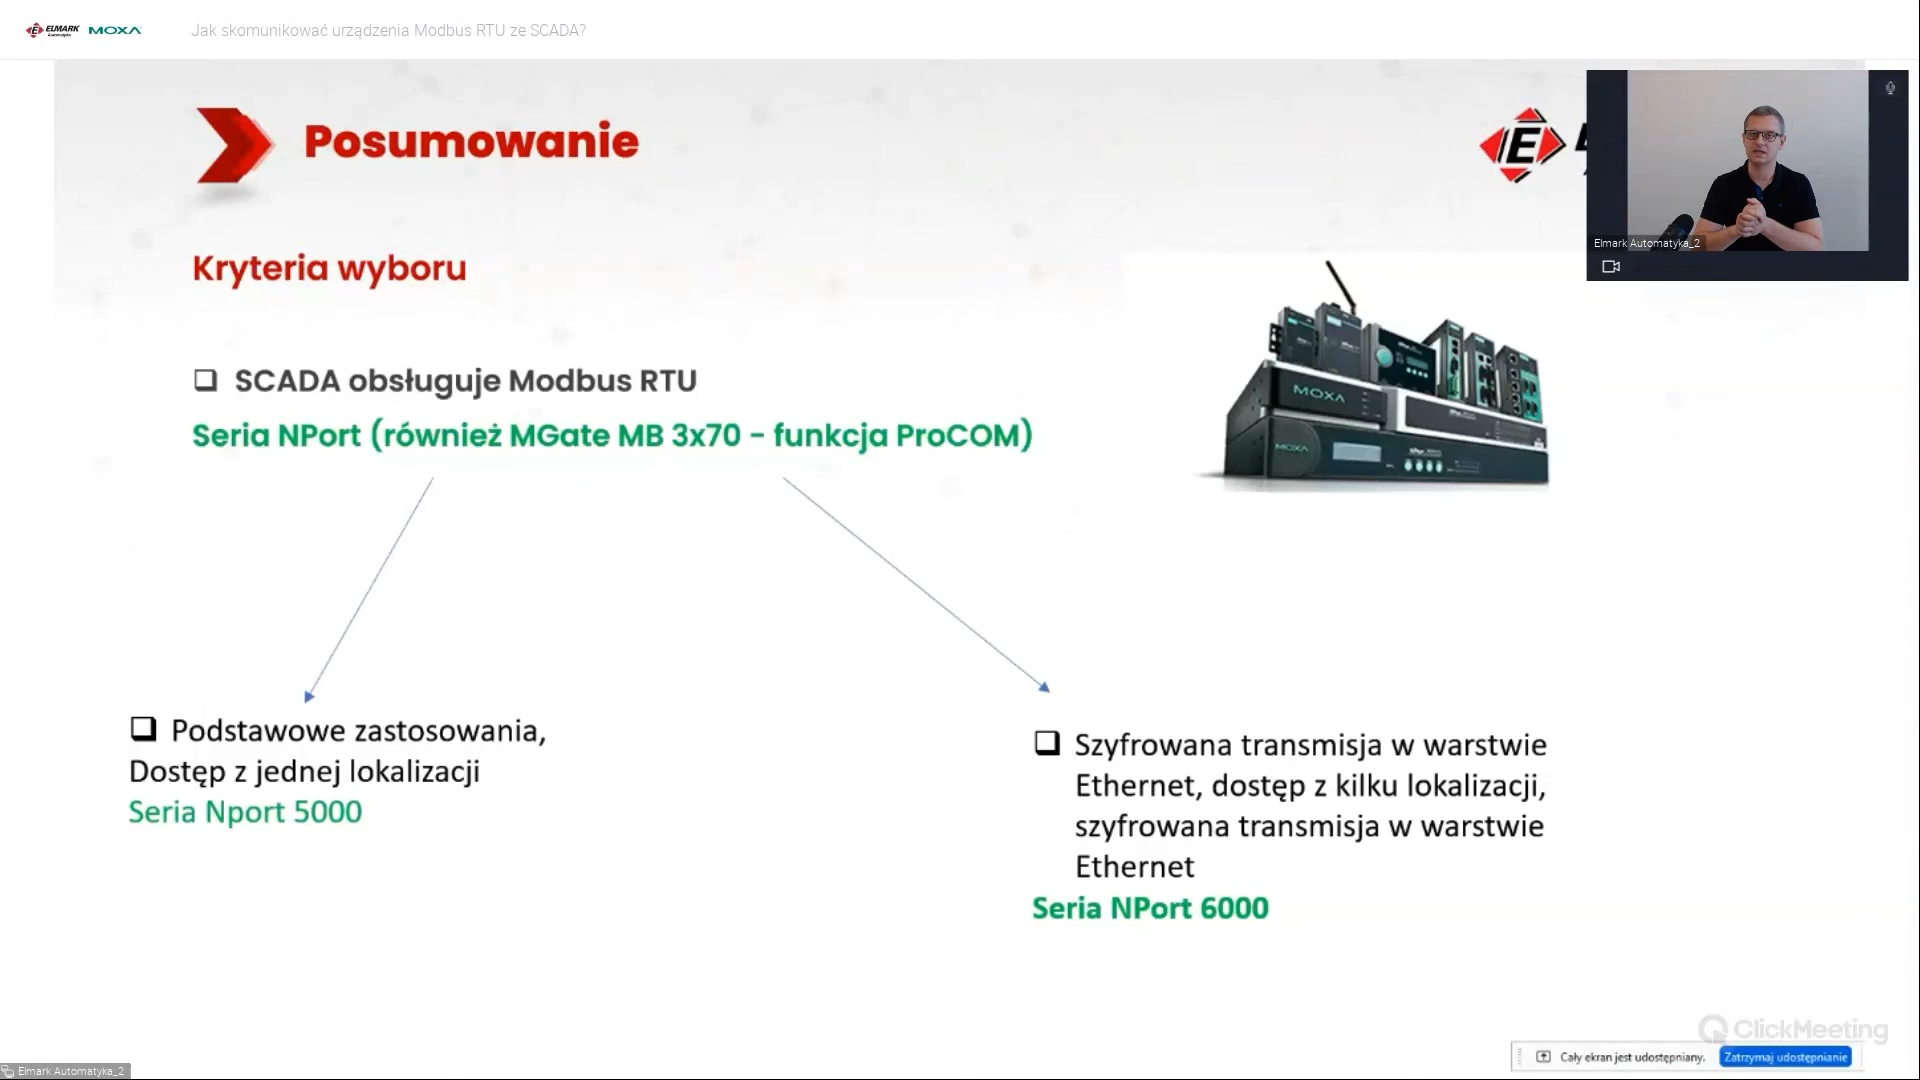 ELMARK
Automatyka
MOXA
Jak skomunikować urządzenia Modbus RTU ze SCADA?
Posumowanie
E
Elmark Automatyka_2
Kryteria wyboru
SCADA obsługuje Modbus RTU
Seria NPort (również MGate MB 3x70 - funkcja ProCOM)
MOXA
MOXA
Podstawowe zastosowania,
Dostęp z jednej lokalizacji
Seria Nport 5000
Szyfrowana transmisja w warstwie
Ethernet, dostęp z kilku lokalizacji,
szyfrowana transmisja w warstwie
Ethernet
Seria NPort 6000
ClickMeeting
Cały ekran jest udostępniany.
Zatrzymaj udostępnianie
Elmark Automatyka_2